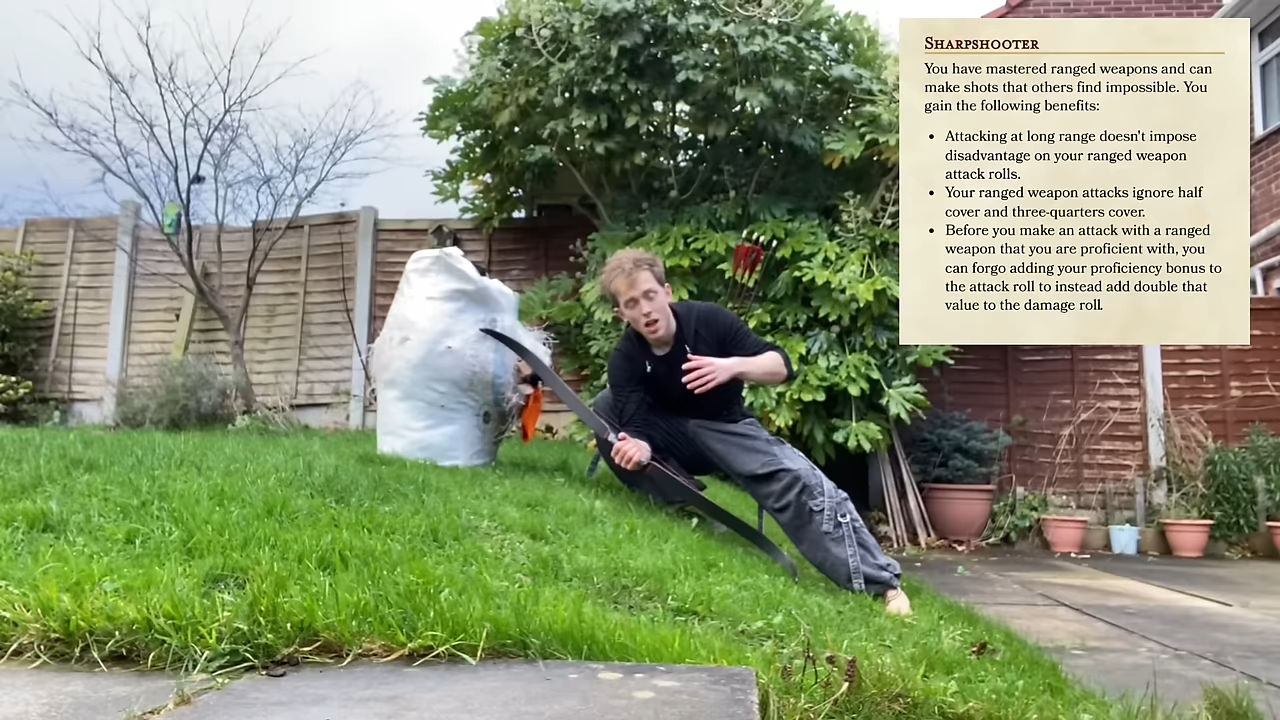 SHARPSHOOTER
You have mastered ranged weapons and can
make shots that others find impossible. You
gain the following benefits:
• Attacking at long range doesn't impose
disadvantage on your ranged weapon
attack rolls.
• Your ranged weapon attacks ignore half
cover and three-quarters cover.
• Before you make an attack with a ranged
weapon that you are proficient with, you
can forgo adding your proficiency bonus to
the attack roll to instead add double that
value to the damage roll.